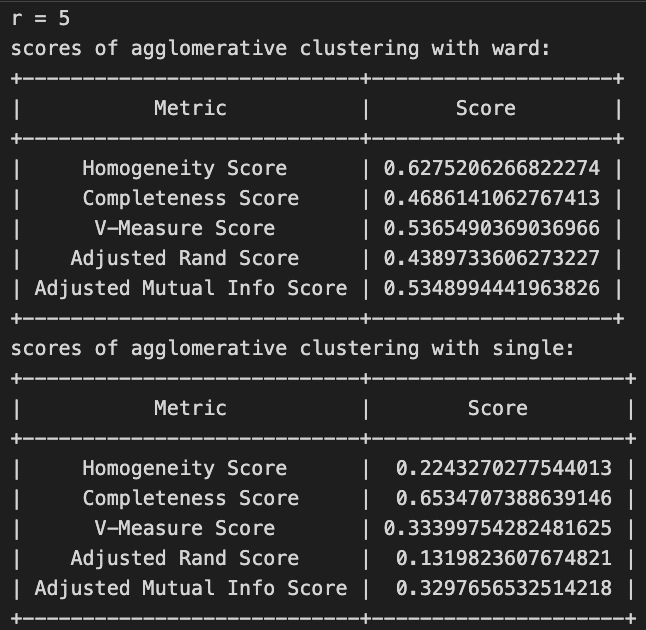 r = 5
scores of agglomerative clustering with ward:
+----------------------------+--------------------+
|           Metric           |       Score        |
+----------------------------+--------------------+
|     Homogeneity Score      | 0.6275206266822274 |
|     Completeness Score     | 0.4686141062767413 |
|      V-Measure Score       | 0.5365490369036966 |
|    Adjusted Rand Score     | 0.4389733606273227 |
| Adjusted Mutual Info Score | 0.5348994441963826 |
+----------------------------+--------------------+
scores of agglomerative clustering with single:
+----------------------------+---------------------+
|           Metric           |        Score        |
+----------------------------+---------------------+
|     Homogeneity Score      |  0.2243270277544013 |
|     Completeness Score     |  0.6534707388639146 |
|      V-Measure Score       | 0.33399754282481625 |
|    Adjusted Rand Score     |  0.1319823607674821 |
| Adjusted Mutual Info Score |  0.3297656532514218 |
+----------------------------+---------------------+